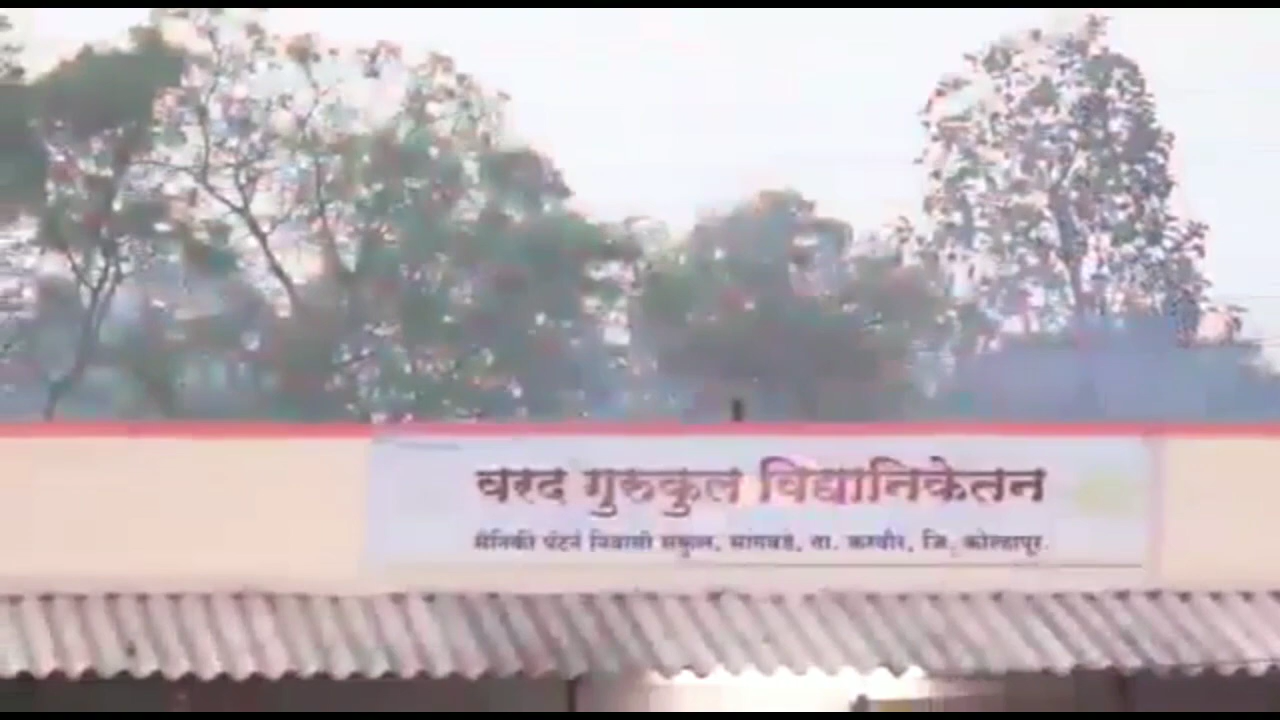 वरद गुरुकुल विद्यानिकेतन
सैनिकी पॅटर्न निवासी संकुल, सांगवडे, ता. करवीर, जि. कोल्हापूर.